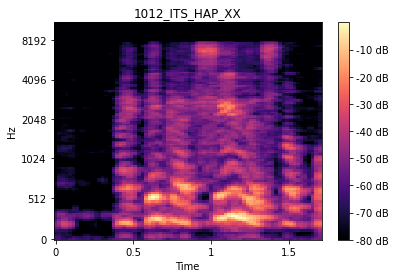 1012_ITS_HAP_XX
8192
4096
2048
1024
512
0
Hz
0
0.5
1
1.5
Time
-10 dB
-20 dB
-30 dB
-40 dB
-50 dB
-60 dB
-70 dB
-80 dB